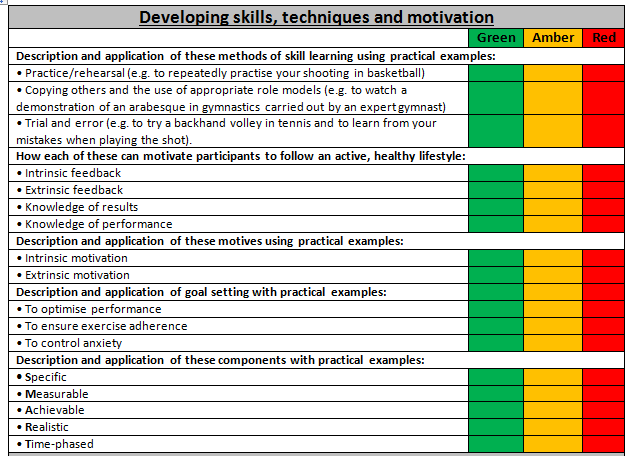 Developing skills, techniques and motivation
Green Amber Red
Description and application of these methods of skill learning using practical examples:
• Practice/rehearsal (e.g. to repeatedly practise your shooting in basketball)
• Copying others and the use of appropriate role models (e.g. to watch a
demonstration of an arabesque in gymnastics carried out by an expert gymnast)
• Trial and error (e.g. to try a backhand volley in tennis and to learn from your
mistakes when playing the shot).
How each of these can motivate participants to follow an active, healthy lifestyle:
• Intrinsic feedback
• Extrinsic feedback
• Knowledge of results
• Knowledge of performance
Description and application of these motives using practical examples:
• Intrinsic motivation
• Extrinsic motivation
Description and application of goal setting with practical examples:
• To optimise performance
• To ensure exercise adherence
• To control anxiety
Description and application of these components with practical examples:
• Specific
• Measurable
• Achievable
• Realistic
• Time-phased